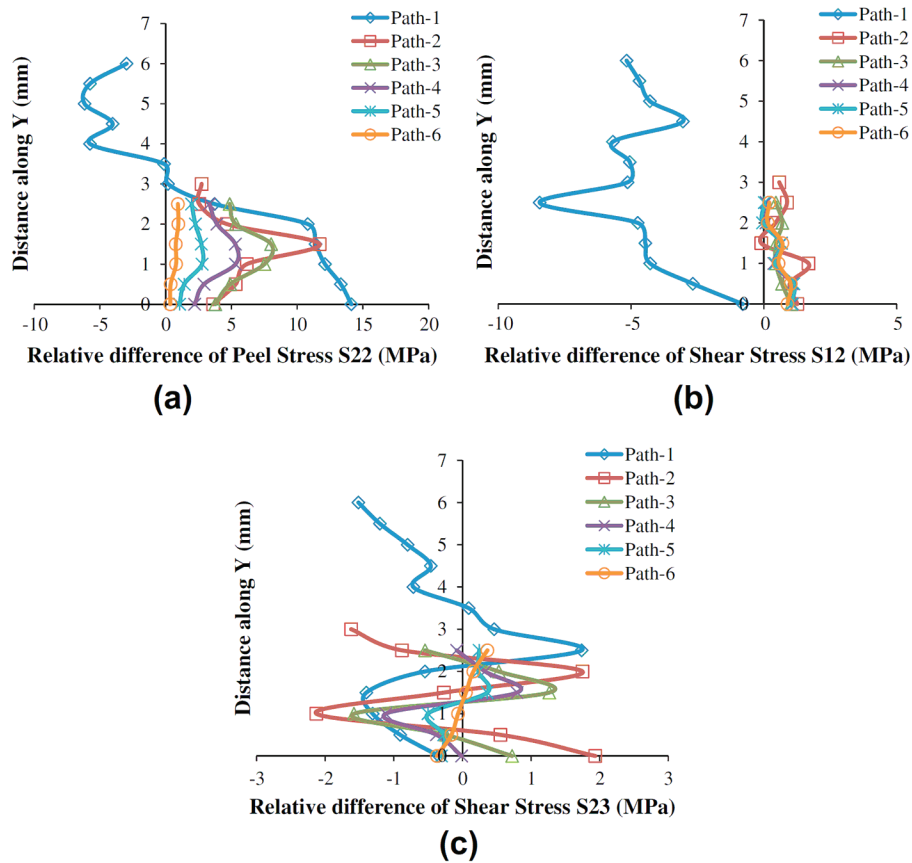 7
6
5
4
3
2
1
0
-10
-5
0
5
10
15
20
Distance along Y (mm)
Relative difference of Peel Stress S22 (MPa)
Path-1
Path-2
Path-3
Path-4
Path-5
Path-6
(a)
7
6
5
4
3
2
1
0
-10
-5
0
5
Distance along Y (mm)
Relative difference of Shear Stress S12 (MPa)
Path-1
Path-2
Path-3
Path-4
Path-5
Path-6
(b)
7
6
5
4
3
2
1
0
-3
-2
-1
0
1
2
3
Distance along Y (mm)
Relative difference of Shear Stress S23 (MPa)
Path-1
Path-2
Path-3
Path-4
Path-5
Path-6
(c)